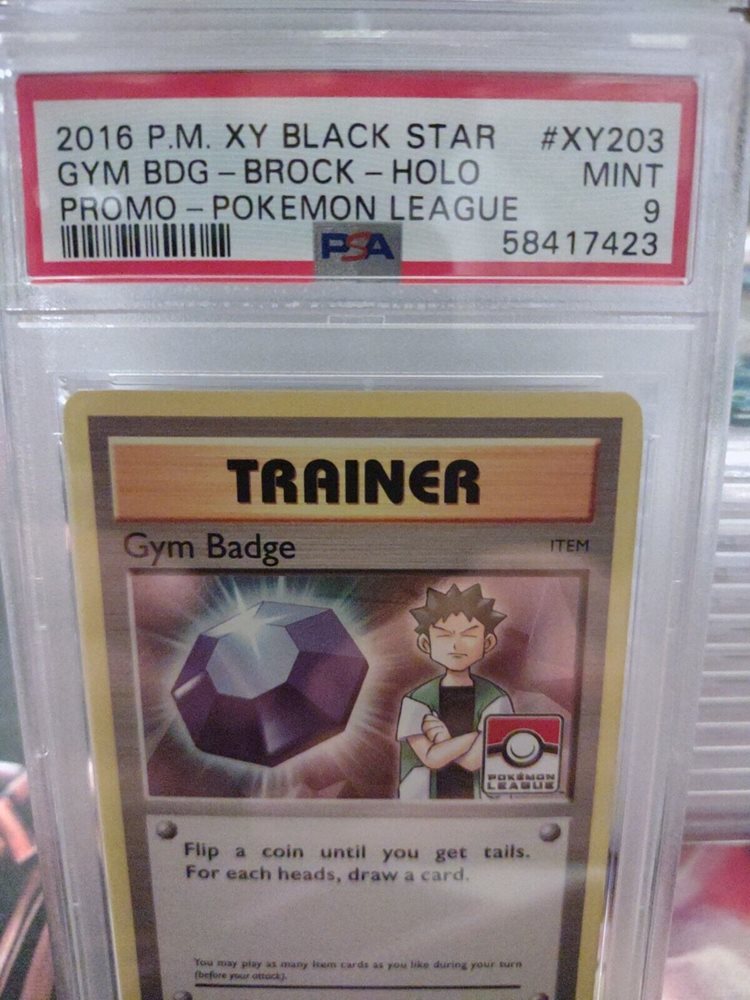 2016 P.M. XY BLACK STAR #XY203
GYM BDG – BROCK – HOLO MINT
PROMO – POKEMON LEAGUE 9
PSA 58417423
TRAINER
Gym Badge ITEM
POKÉMON
LEAGUE
Flip a coin until you get tails.
For each heads, draw a card.
You may play as many Item cards as you like during your turn
(before your attack).